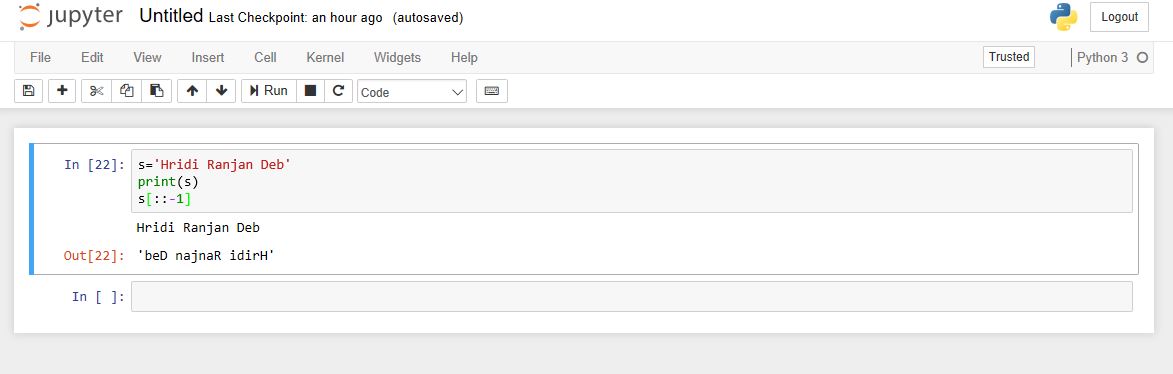 jupyter Untitled Last Checkpoint: an hour ago (autosaved) Logout
File Edit View Insert Cell Kernel Widgets Help Trusted Python 3
Run Code
In [22]: s='Hridi Ranjan Deb'
print(s)
s[::-1]
Hridi Ranjan Deb
Out[22]: 'beD najnaR idirH'
In [ ]: